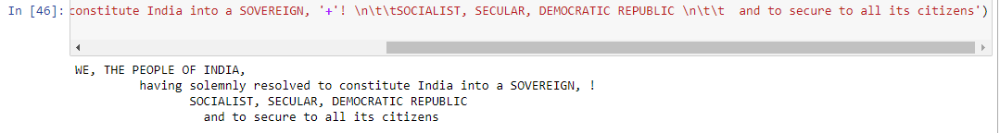 In [46]: constitute India into a SOVEREIGN, '+'! \n\t\tSOCIALIST, SECULAR, DEMOCRATIC REPUBLIC \n\t\t  and to secure to all its citizens')
WE, THE PEOPLE OF INDIA,
having solemnly resolved to constitute India into a SOVEREIGN, !
SOCIALIST, SECULAR, DEMOCRATIC REPUBLIC
and to secure to all its citizens